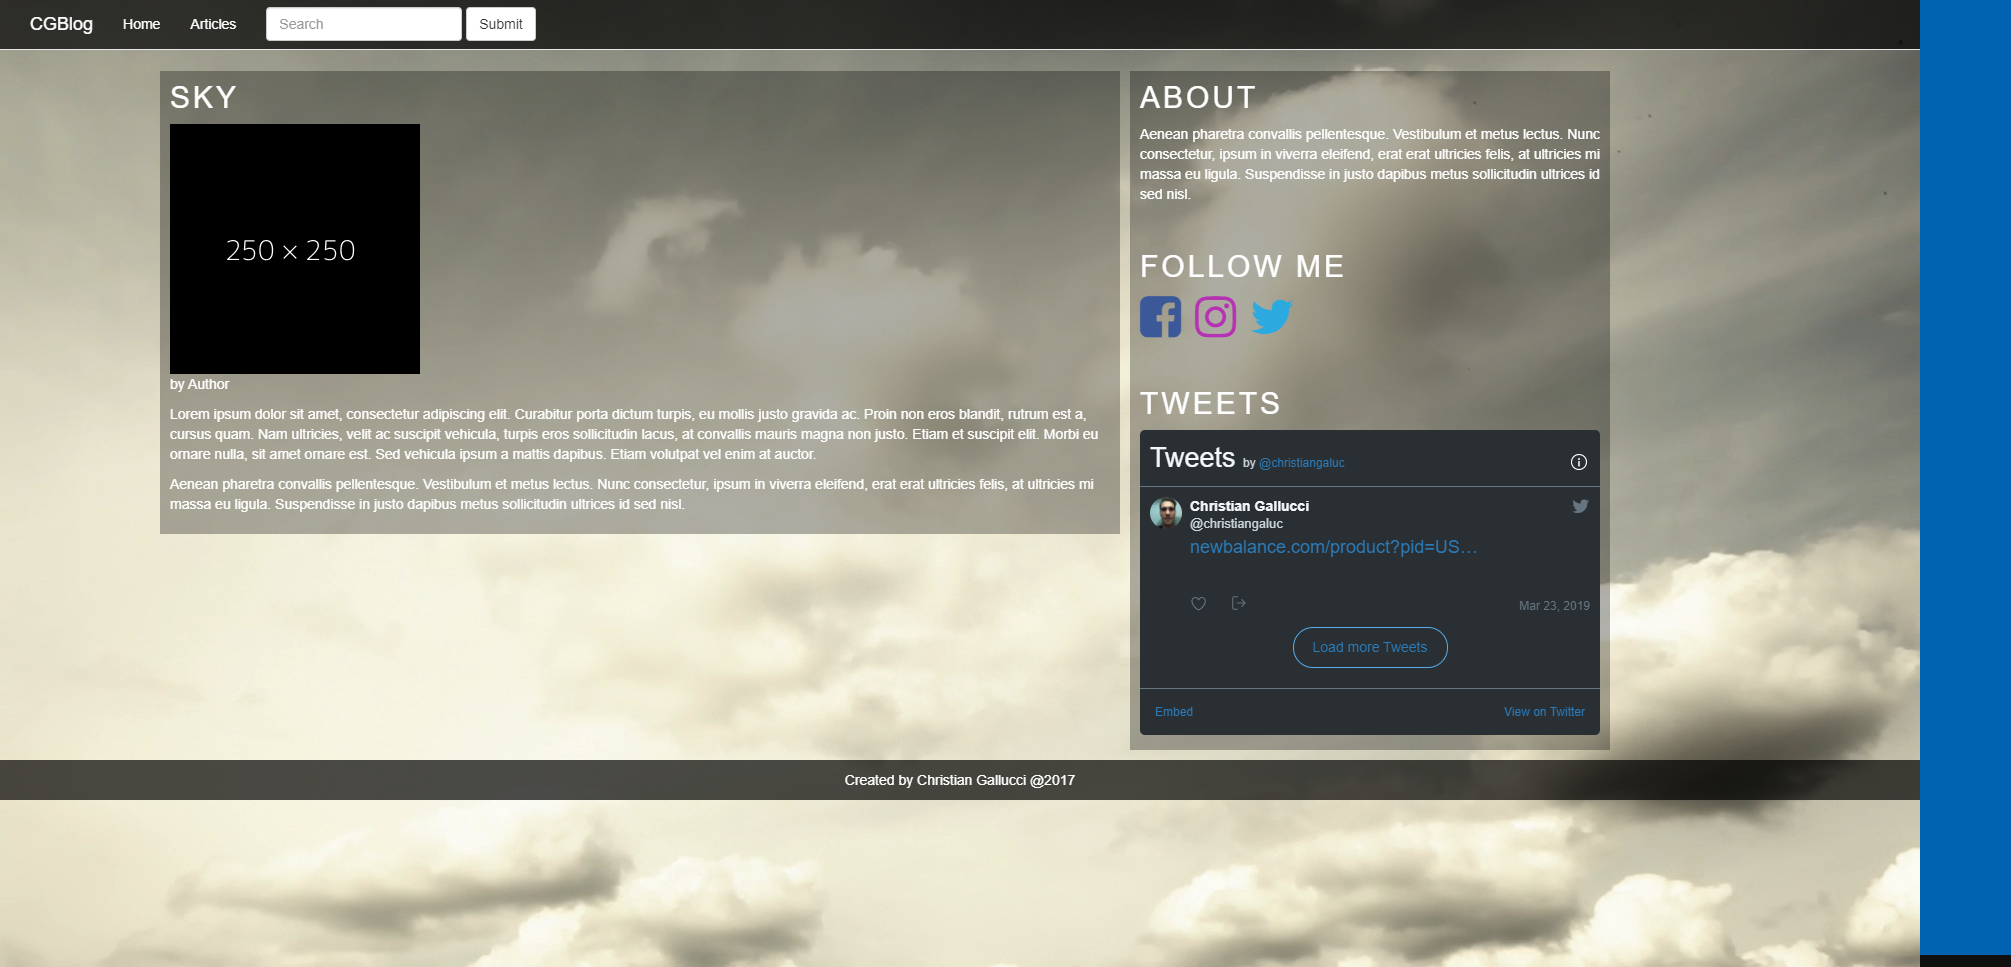 CGBlog Home Articles Search Submit
SKY
250 × 250
by Author
Lorem ipsum dolor sit amet, consectetur adipiscing elit. Curabitur porta dictum turpis, eu mollis justo gravida ac. Proin non eros blandit, rutrum est a,
cursus quam. Nam ultricies, velit ac suscipit vehicula, turpis eros sollicitudin lacus, at convallis mauris magna non justo. Etiam et suscipit elit. Morbi eu
ornare nulla, sit amet ornare est. Sed vehicula ipsum a mattis dapibus. Etiam volutpat vel enim at auctor.
Aenean pharetra convallis pellentesque. Vestibulum et metus lectus. Nunc consectetur, ipsum in viverra eleifend, erat erat ultricies felis, at ultricies mi
massa eu ligula. Suspendisse in justo dapibus metus sollicitudin ultrices id sed nisl.
ABOUT
Aenean pharetra convallis pellentesque. Vestibulum et metus lectus. Nunc
consectetur, ipsum in viverra eleifend, erat erat ultricies felis, at ultricies mi
massa eu ligula. Suspendisse in justo dapibus metus sollicitudin ultrices id
sed nisl.
FOLLOW ME
TWEETS
Tweets by @christiangaluc
Christian Gallucci
@christiangaluc
newbalance.com/product?pid=US…
Mar 23, 2019
Load more Tweets
Embed View on Twitter
Created by Christian Gallucci @2017